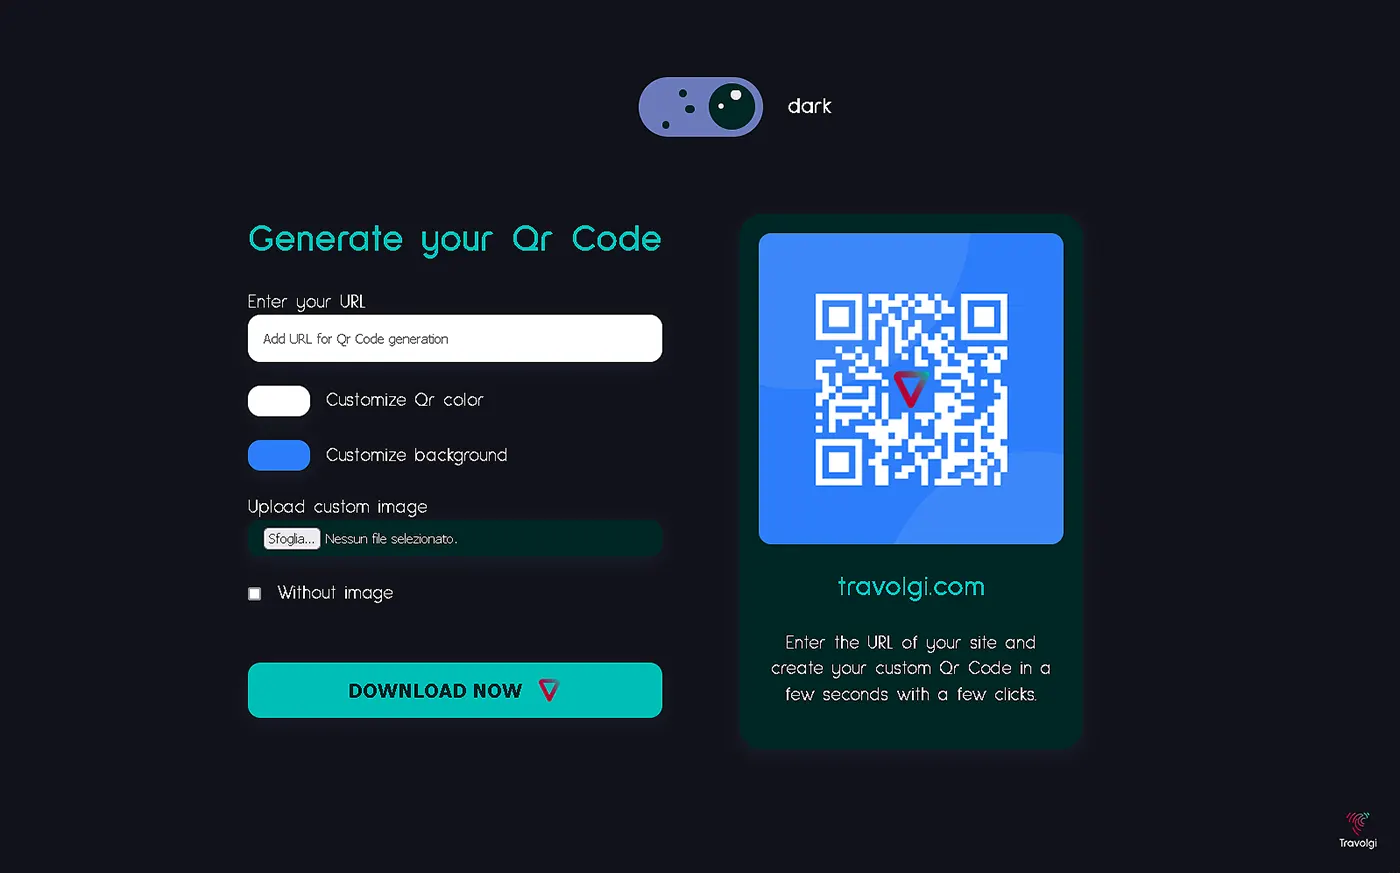 dark
Generate your Qr Code
Enter your URL
Add URL for Qr Code generation
Customize Qr color
Customize background
Upload custom image
Sfoglia... Nessun file selezionato.
Without image
DOWNLOAD NOW
travolgi.com
Enter the URL of your site and
create your custom Qr Code in a
few seconds with a few clicks.
Travolgi